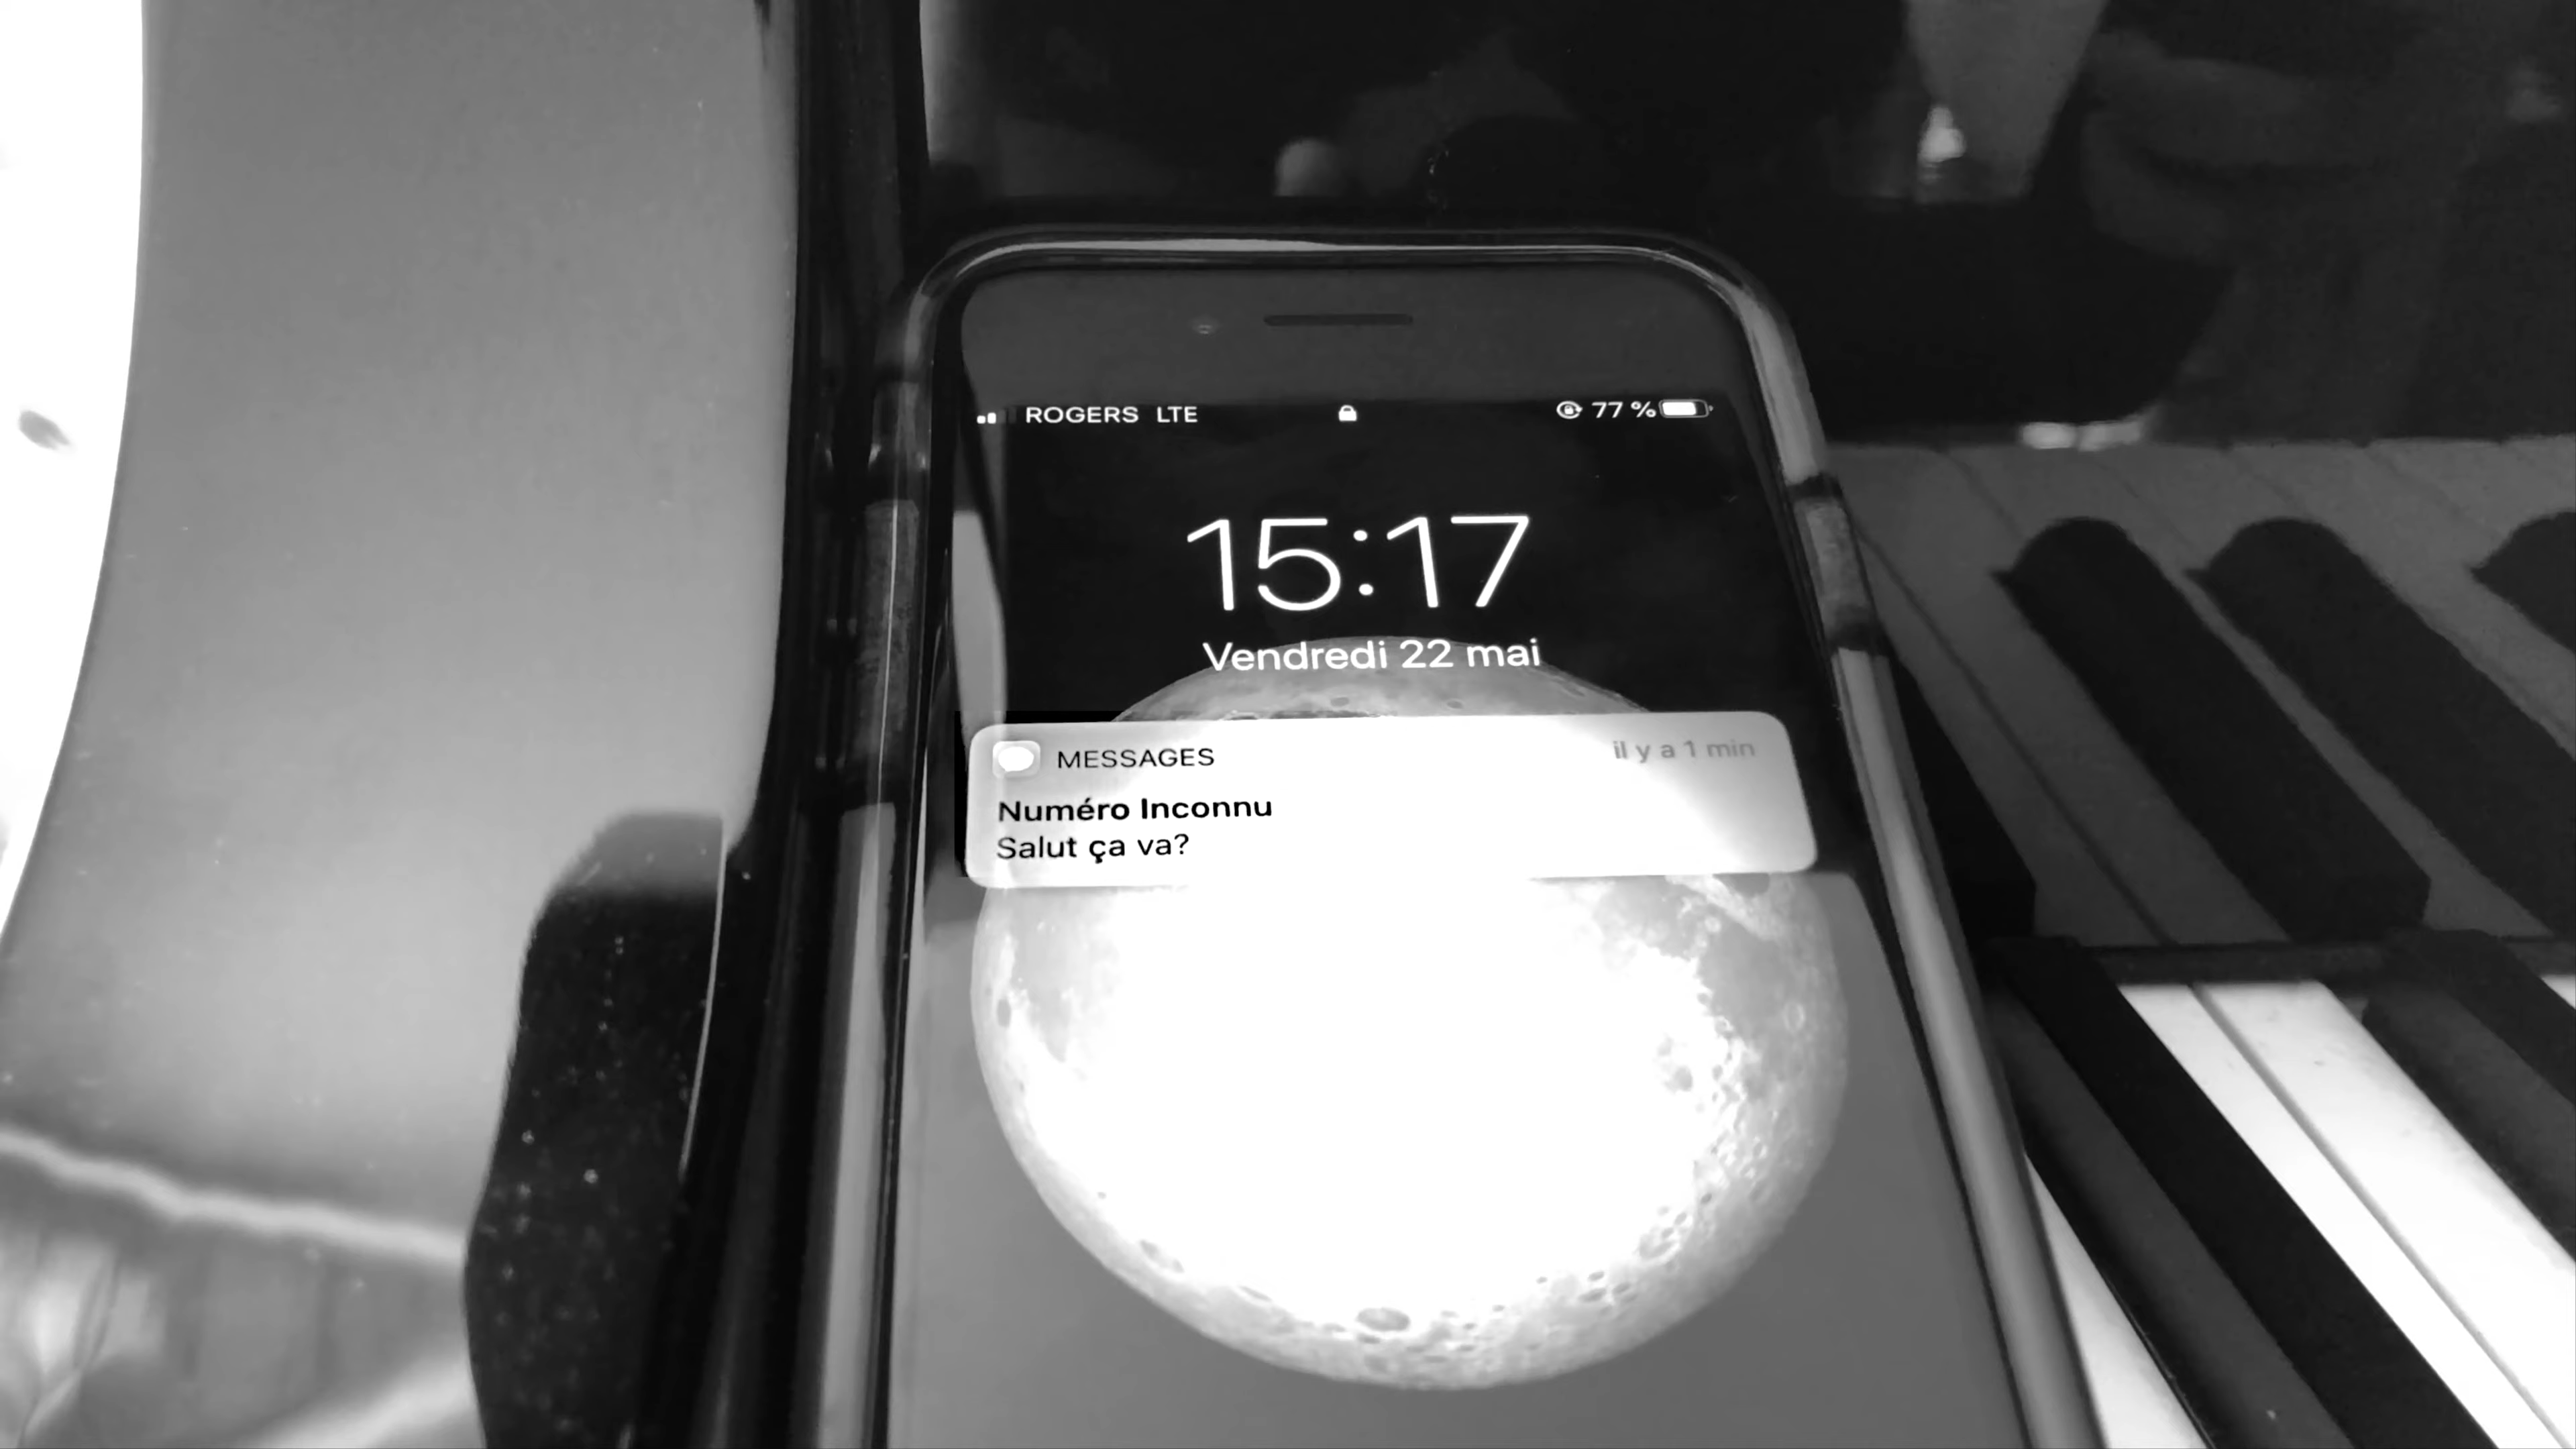 ROGERS LTE 77 %
15:17
Vendredi 22 mai
MESSAGES il y a 1 min
Numéro Inconnu
Salut ça va?